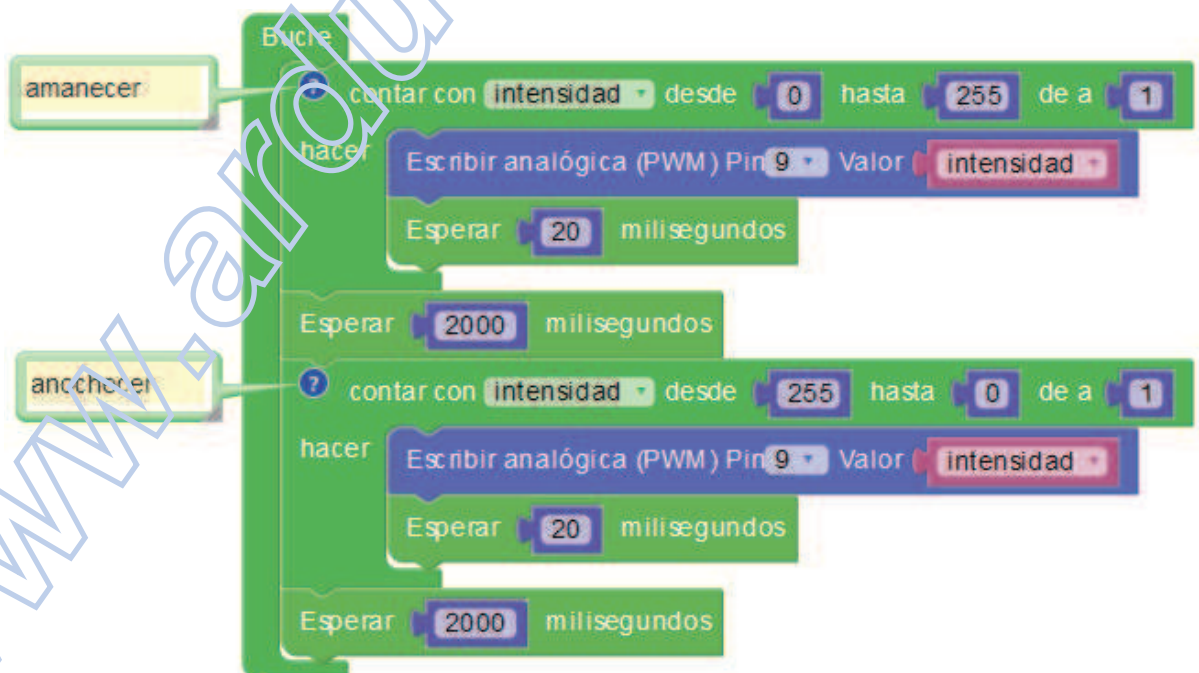 Bucle
amanecer
contar con intensidad desde 0 hasta 255 de a 1
hacer
Escribir analógica (PWM) Pin 9 Valor intensidad
Esperar 20 milisegundos
Esperar 2000 milisegundos
anochecer
contar con intensidad desde 255 hasta 0 de a 1
hacer
Escribir analógica (PWM) Pin 9 Valor intensidad
Esperar 20 milisegundos
Esperar 2000 milisegundos
www.ardu